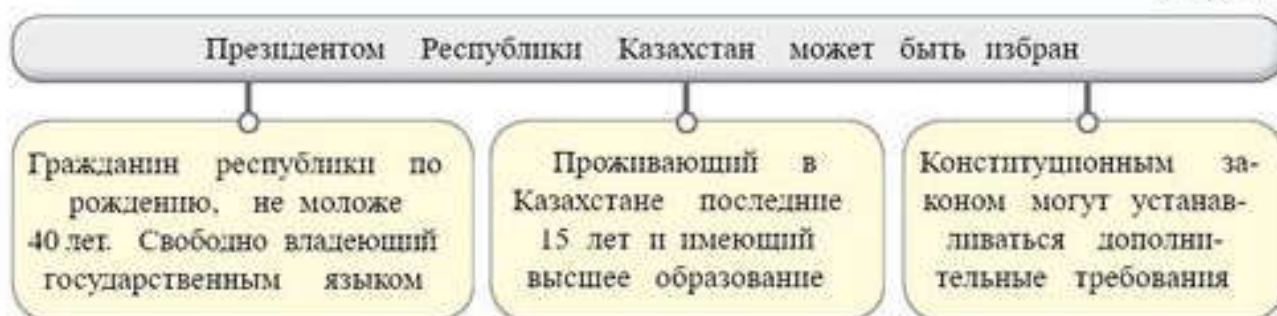 Президентом Республики Казахстан может быть избран
Гражданин республики по
рождению, не моложе
40 лет. Свободно владеющий
государственным языком
Проживающий в
Казахстане последние
15 лет и имеющий
высшее образование
Конституционным за-
коном могут устанав-
ливаться дополни-
тельные требования